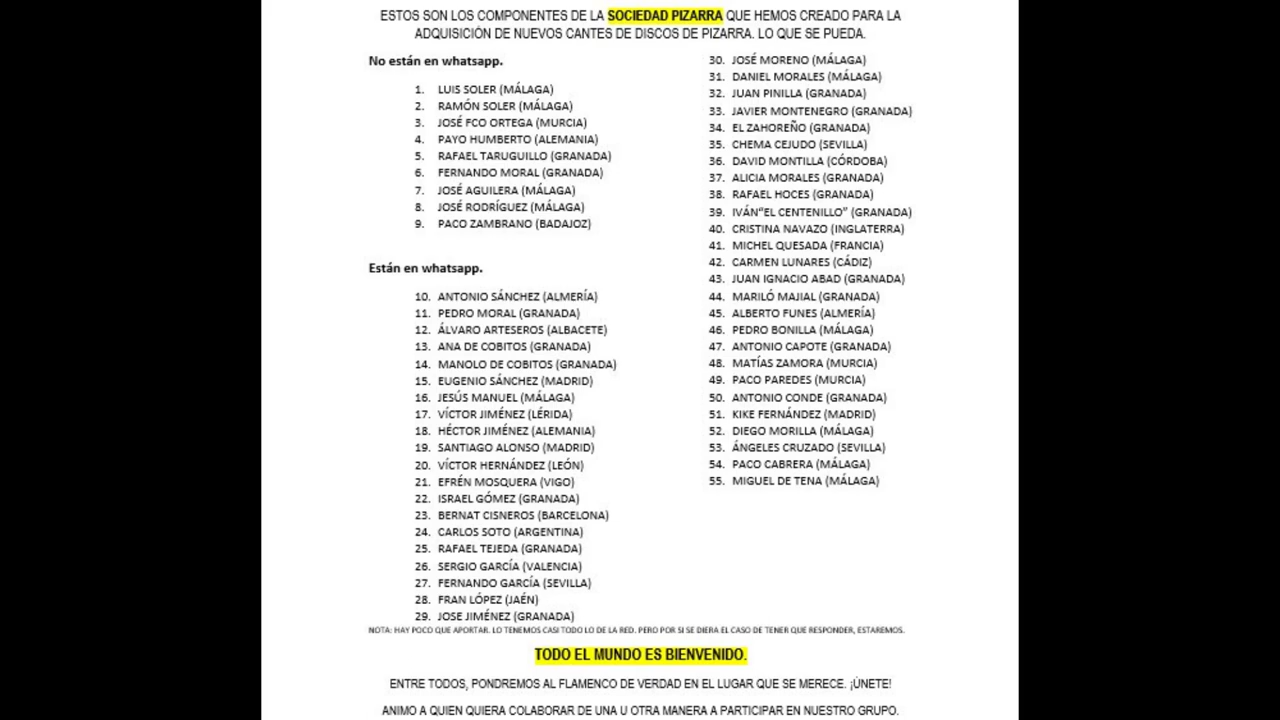 ESTOS SON LOS COMPONENTES DE LA SOCIEDAD PIZARRA QUE HEMOS CREADO PARA LA
ADQUISICIÓN DE NUEVOS CANTES DE DISCOS DE PIZARRA. LO QUE SE PUEDA.
No están en whatsapp.
1. LUIS SOLER (MÁLAGA)
2. RAMÓN SOLER (MÁLAGA)
3. JOSÉ FCO ORTEGA (MURCIA)
4. PAYO HUMBERTO (ALEMANIA)
5. RAFAEL TARUGUILLO (GRANADA)
6. FERNANDO MORAL (GRANADA)
7. JOSÉ AGUILERA (MÁLAGA)
8. JOSÉ RODRÍGUEZ (MÁLAGA)
9. PACO ZAMBRANO (BADAJOZ)
Están en whatsapp.
10. ANTONIO SÁNCHEZ (ALMERÍA)
11. PEDRO MORAL (GRANADA)
12. ÁLVARO ARTESEROS (ALBACETE)
13. ANA DE COBITOS (GRANADA)
14. MANOLO DE COBITOS (GRANADA)
15. EUGENIO SÁNCHEZ (MADRID)
16. JESÚS MANUEL (MÁLAGA)
17. VÍCTOR JIMÉNEZ (LÉRIDA)
18. HÉCTOR JIMÉNEZ (ALEMANIA)
19. SANTIAGO ALONSO (MADRID)
20. VÍCTOR HERNÁNDEZ (LEÓN)
21. EFRÉN MOSQUERA (VIGO)
22. ISRAEL GÓMEZ (GRANADA)
23. BERNAT CISNEROS (BARCELONA)
24. CARLOS SOTO (ARGENTINA)
25. RAFAEL TEJEDA (GRANADA)
26. SERGIO GARCÍA (VALENCIA)
27. FERNANDO GARCÍA (SEVILLA)
28. FRAN LÓPEZ (JAÉN)
29. JOSE JIMÉNEZ (GRANADA)
30. JOSÉ MORENO (MÁLAGA)
31. DANIEL MORALES (MÁLAGA)
32. JUAN PINILLA (GRANADA)
33. JAVIER MONTENEGRO (GRANADA)
34. EL ZAHOREÑO (GRANADA)
35. CHEMA CEJUDO (SEVILLA)
36. DAVID MONTILLA (CÓRDOBA)
37. ALICIA MORALES (GRANADA)
38. RAFAEL HOCES (GRANADA)
39. IVÁN“EL CENTENILLO” (GRANADA)
40. CRISTINA NAVAZO (INGLATERRA)
41. MICHEL QUESADA (FRANCIA)
42. CARMEN LUNARES (CÁDIZ)
43. JUAN IGNACIO ABAD (GRANADA)
44. MARILÓ MAJIAL (GRANADA)
45. ALBERTO FUNES (ALMERÍA)
46. PEDRO BONILLA (MÁLAGA)
47. ANTONIO CAPOTE (GRANADA)
48. MATÍAS ZAMORA (MURCIA)
49. PACO PAREDES (MURCIA)
50. ANTONIO CONDE (GRANADA)
51. KIKE FERNÁNDEZ (MADRID)
52. DIEGO MORILLA (MÁLAGA)
53. ÁNGELES CRUZADO (SEVILLA)
54. PACO CABRERA (MÁLAGA)
55. MIGUEL DE TENA (MÁLAGA)
NOTA: HAY POCO QUE APORTAR. LO TENEMOS CASI TODO LO DE LA RED. PERO POR SI SE DIERA EL CASO DE TENER QUE RESPONDER, ESTAREMOS.
TODO EL MUNDO ES BIENVENIDO.
ENTRE TODOS, PONDREMOS AL FLAMENCO DE VERDAD EN EL LUGAR QUE SE MERECE. ¡ÚNETE!
ANIMO A QUIEN QUIERA COLABORAR DE UNA U OTRA MANERA A PARTICIPAR EN NUESTRO GRUPO.